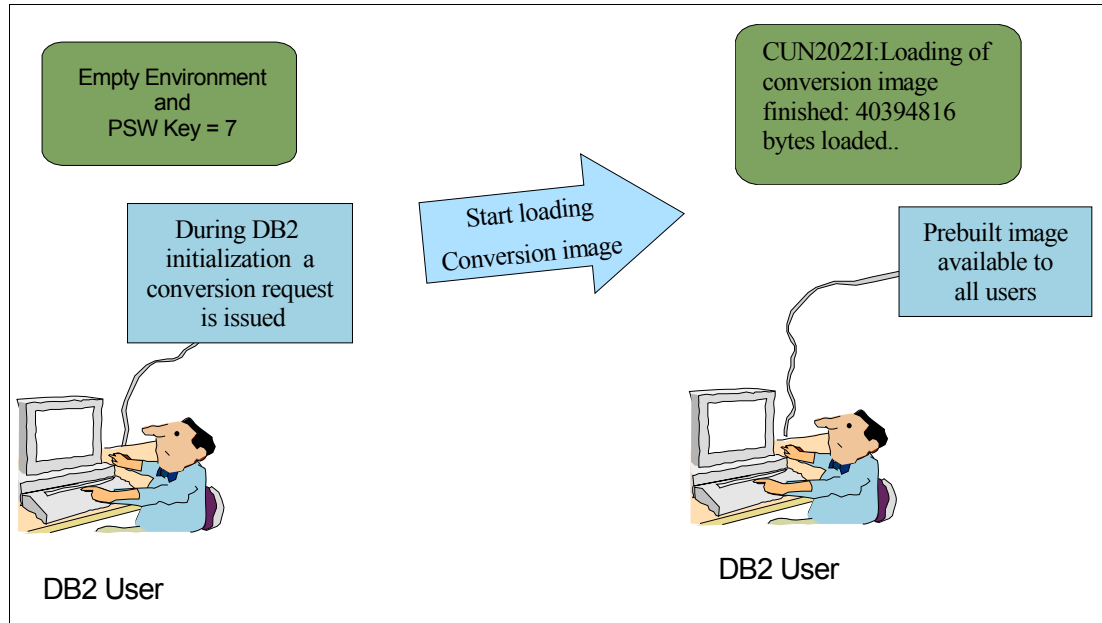 Empty Environment
and
PSW Key = 7
CUN2022I:Loading of
conversion image
finished: 40394816
bytes loaded..
During DB2
initialization a
conversion request
is issued
Start loading
Conversion image
Prebuilt image
available to
all users
DB2 User
DB2 User